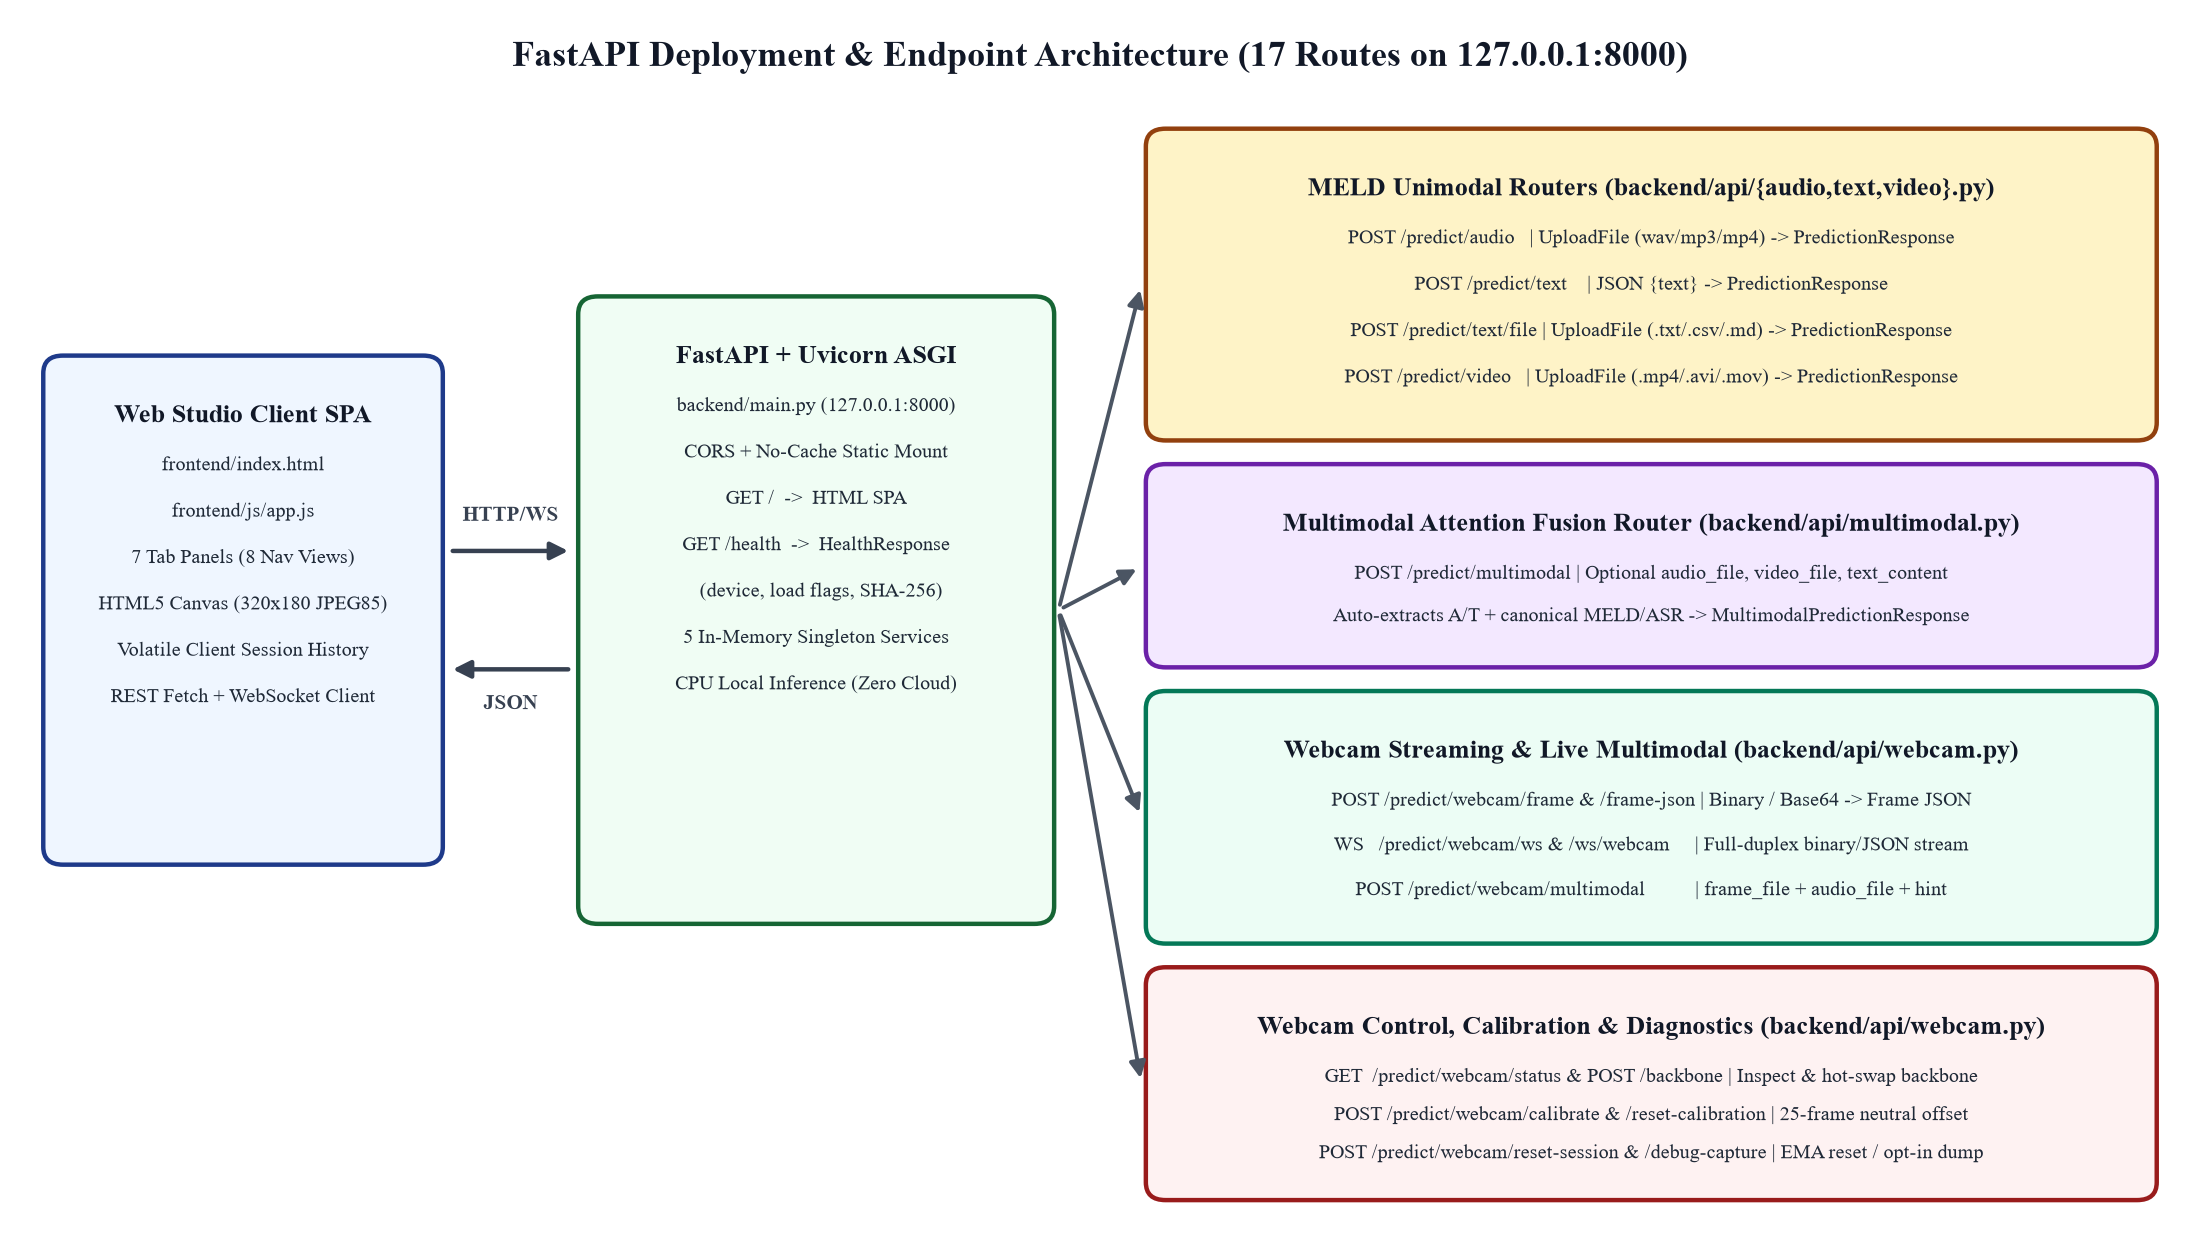 FastAPI Deployment & Endpoint Architecture (17 Routes on 127.0.0.1:8000)
Web Studio Client SPA
frontend/index.html
frontend/js/app.js
7 Tab Panels (8 Nav Views)
HTML5 Canvas (320x180 JPEG85)
Volatile Client Session History
REST Fetch + WebSocket Client
HTTP/WS
JSON
FastAPI + Uvicorn ASGI
backend/main.py (127.0.0.1:8000)
CORS + No-Cache Static Mount
GET / -> HTML SPA
GET /health -> HealthResponse
(device, load flags, SHA-256)
5 In-Memory Singleton Services
CPU Local Inference (Zero Cloud)
MELD Unimodal Routers (backend/api/{audio,text,video}.py)
POST /predict/audio | UploadFile (wav/mp3/mp4) -> PredictionResponse
POST /predict/text | JSON {text} -> PredictionResponse
POST /predict/text/file | UploadFile (.txt/.csv/.md) -> PredictionResponse
POST /predict/video | UploadFile (.mp4/.avi/.mov) -> PredictionResponse
Multimodal Attention Fusion Router (backend/api/multimodal.py)
POST /predict/multimodal | Optional audio_file, video_file, text_content
Auto-extracts A/T + canonical MELD/ASR -> MultimodalPredictionResponse
Webcam Streaming & Live Multimodal (backend/api/webcam.py)
POST /predict/webcam/frame & /frame-json | Binary / Base64 -> Frame JSON
WS /predict/webcam/ws & /ws/webcam | Full-duplex binary/JSON stream
POST /predict/webcam/multimodal | frame_file + audio_file + hint
Webcam Control, Calibration & Diagnostics (backend/api/webcam.py)
GET /predict/webcam/status & POST /backbone | Inspect & hot-swap backbone
POST /predict/webcam/calibrate & /reset-calibration | 25-frame neutral offset
POST /predict/webcam/reset-session & /debug-capture | EMA reset / opt-in dump